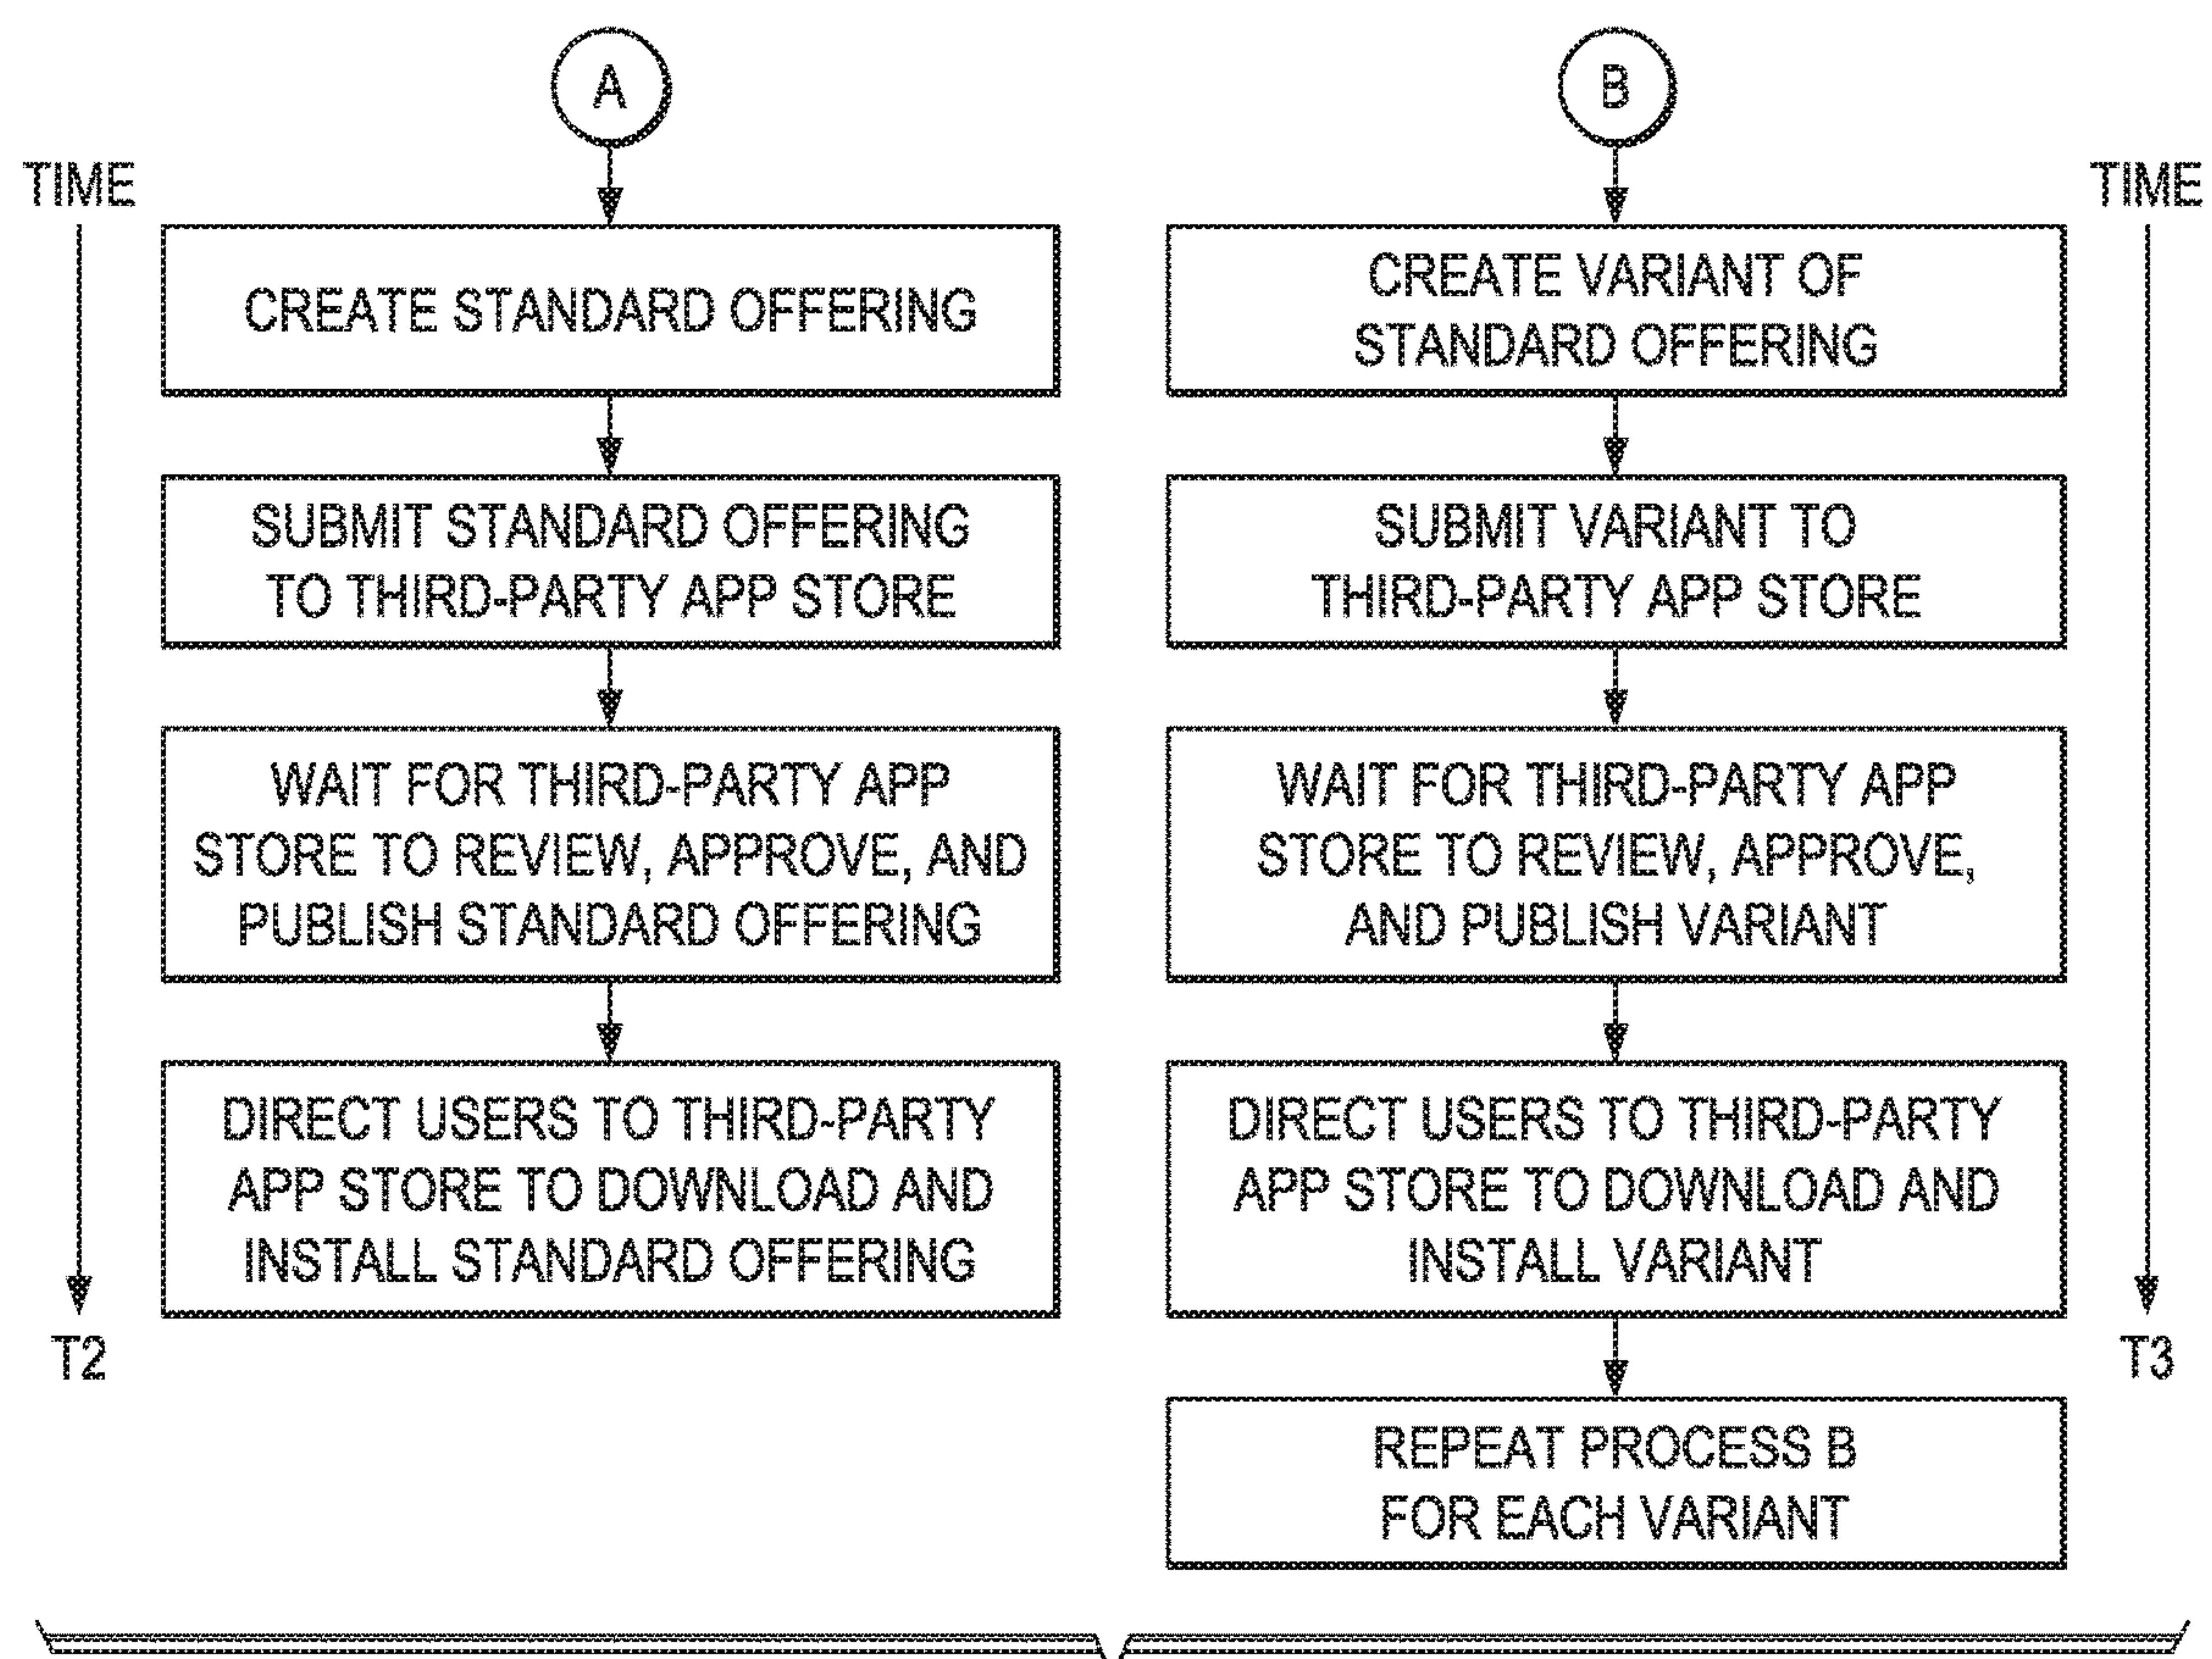 A
TIME
CREATE STANDARD OFFERING
SUBMIT STANDARD OFFERING
TO THIRD-PARTY APP STORE
WAIT FOR THIRD-PARTY APP
STORE TO REVIEW, APPROVE, AND
PUBLISH STANDARD OFFERING
DIRECT USERS TO THIRD-PARTY
APP STORE TO DOWNLOAD AND
INSTALL STANDARD OFFERING
T2
B
TIME
CREATE VARIANT OF
STANDARD OFFERING
SUBMIT VARIANT TO
THIRD-PARTY APP STORE
WAIT FOR THIRD-PARTY APP
STORE TO REVIEW, APPROVE,
AND PUBLISH VARIANT
DIRECT USERS TO THIRD-PARTY
APP STORE TO DOWNLOAD AND
INSTALL VARIANT
T3
REPEAT PROCESS B
FOR EACH VARIANT